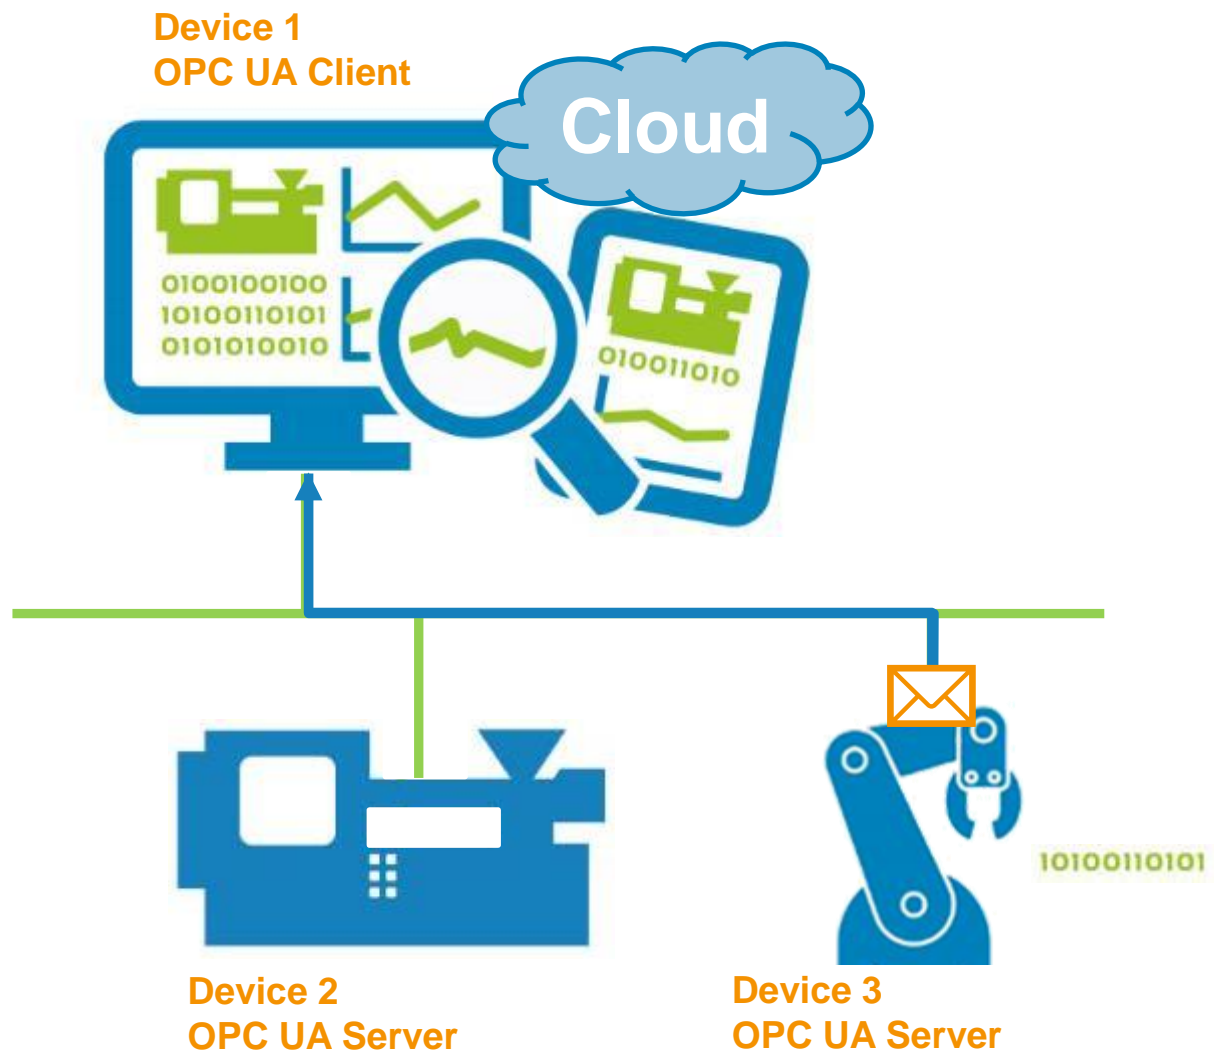 Device 1
OPC UA Client
Cloud
0100100100
10100110101
0101010010
010011010
10100110101
Device 2
OPC UA Server
Device 3
OPC UA Server